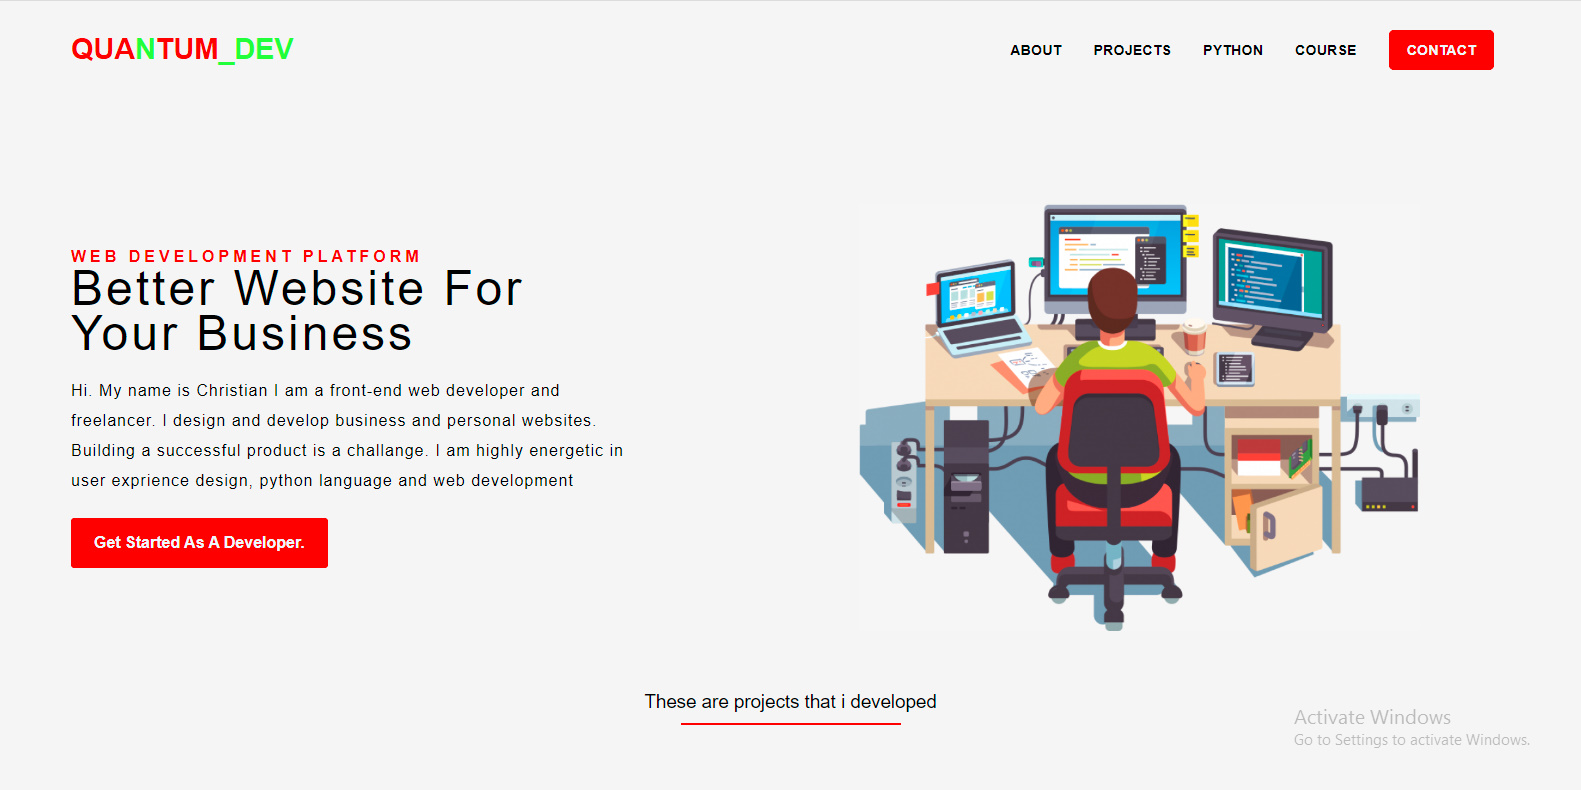 QUANTUM_DEV
ABOUT PROJECTS PYTHON COURSE CONTACT
WEB DEVELOPMENT PLATFORM
Better Website For
Your Business
Hi. My name is Christian I am a front-end web developer and
freelancer. I design and develop business and personal websites.
Building a successful product is a challange. I am highly energetic in
user exprience design, python language and web development
Get Started As A Developer.
These are projects that i developed
Activate Windows
Go to Settings to activate Windows.